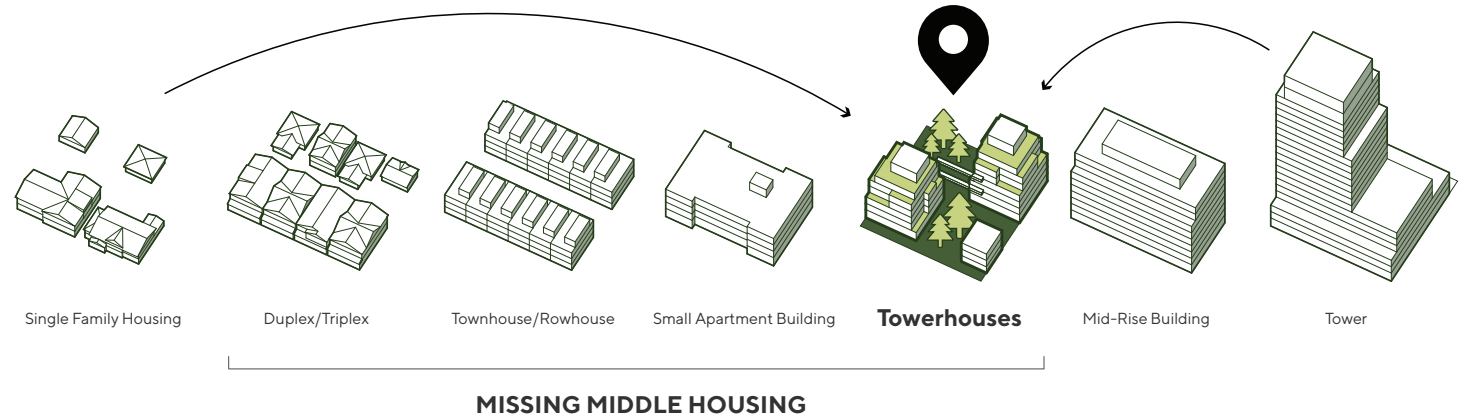 Single Family Housing
Duplex/Triplex
Townhouse/Rowhouse
Small Apartment Building
Towerhouses
Mid-Rise Building
Tower
MISSING MIDDLE HOUSING